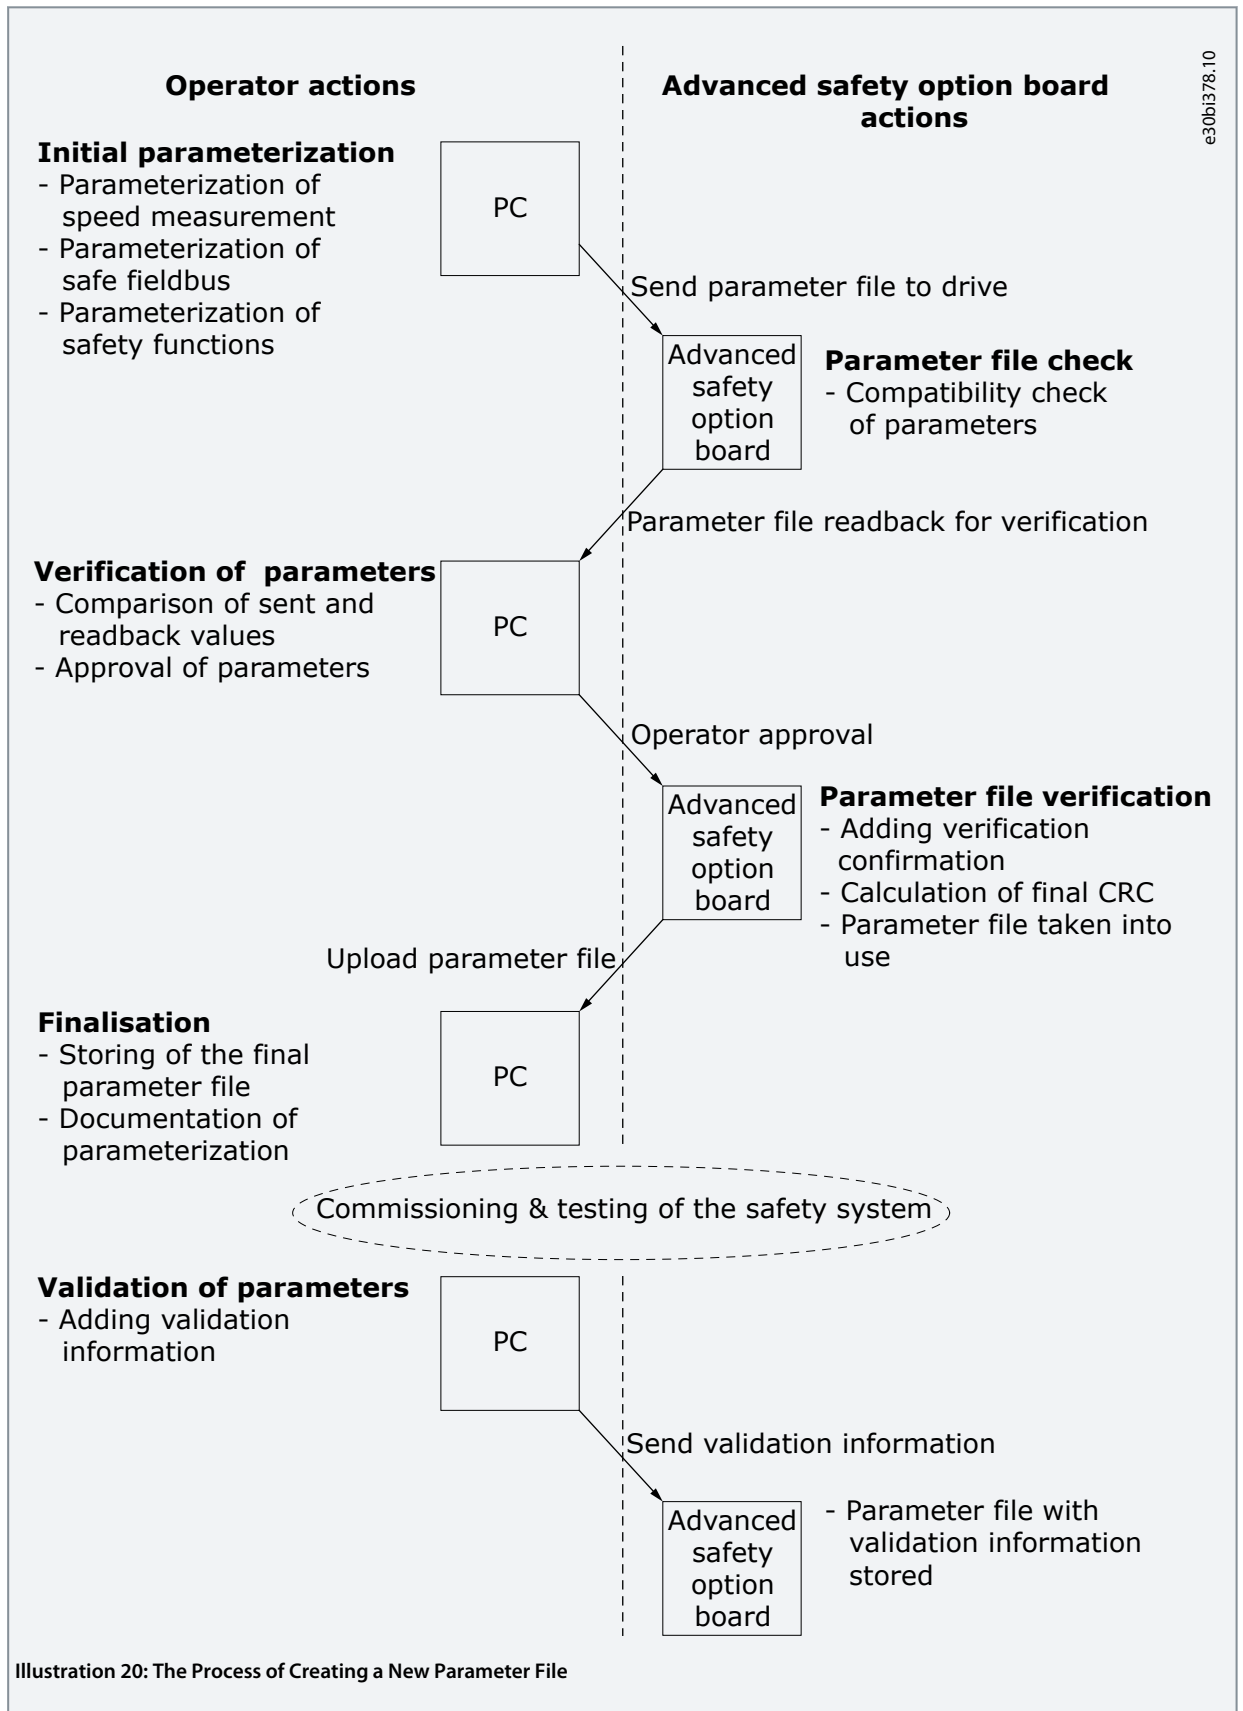 Operator actions
Advanced safety option board
actions
e30bi378.10
Initial parameterization
- Parameterization of
speed measurement
- Parameterization of
safe fieldbus
- Parameterization of
safety functions
PC
Send parameter file to drive
Advanced
safety
option
board
Parameter file check
- Compatibility check
of parameters
Parameter file readback for verification
Verification of  parameters
- Comparison of sent and
readback values
- Approval of parameters
PC
Operator approval
Advanced
safety
option
board
Parameter file verification
- Adding verification
confirmation
- Calculation of final CRC
- Parameter file taken into
use
Upload parameter file
Finalisation
- Storing of the final
parameter file
- Documentation of
parameterization
PC
Commissioning & testing of the safety system
Validation of parameters
- Adding validation
information
PC
Send validation information
Advanced
safety
option
board
- Parameter file with
validation information
stored
Illustration 20: The Process of Creating a New Parameter File